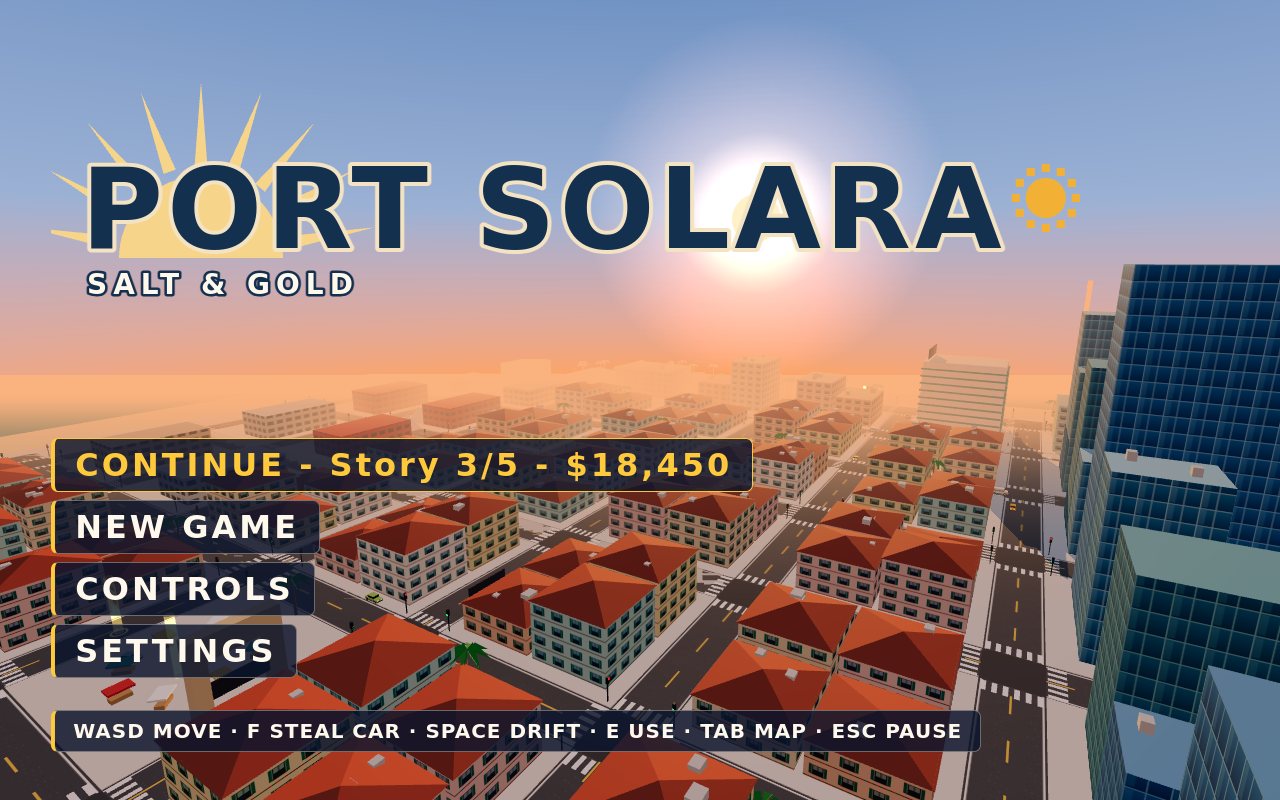 PORT SOLARA
SALT & GOLD
CONTINUE - Story 3/5 - $18,450
NEW GAME
CONTROLS
SETTINGS
WASD MOVE · F STEAL CAR · SPACE DRIFT · E USE · TAB MAP · ESC PAUSE